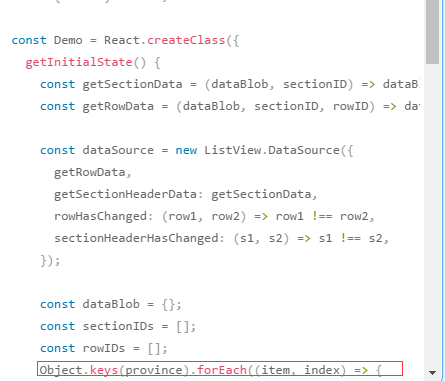 const Demo = React.createClass({
getInitialState() {
const getSectionData = (dataBlob, sectionID) => dataB
const getRowData = (dataBlob, sectionID, rowID) => da
const dataSource = new ListView.DataSource({
getRowData,
getSectionHeaderData: getSectionData,
rowHasChanged: (row1, row2) => row1 !== row2,
sectionHeaderHasChanged: (s1, s2) => s1 !== s2,
});
const dataBlob = {};
const sectionIDs = [];
const rowIDs = [];
Object.keys(province).forEach((item, index) => {